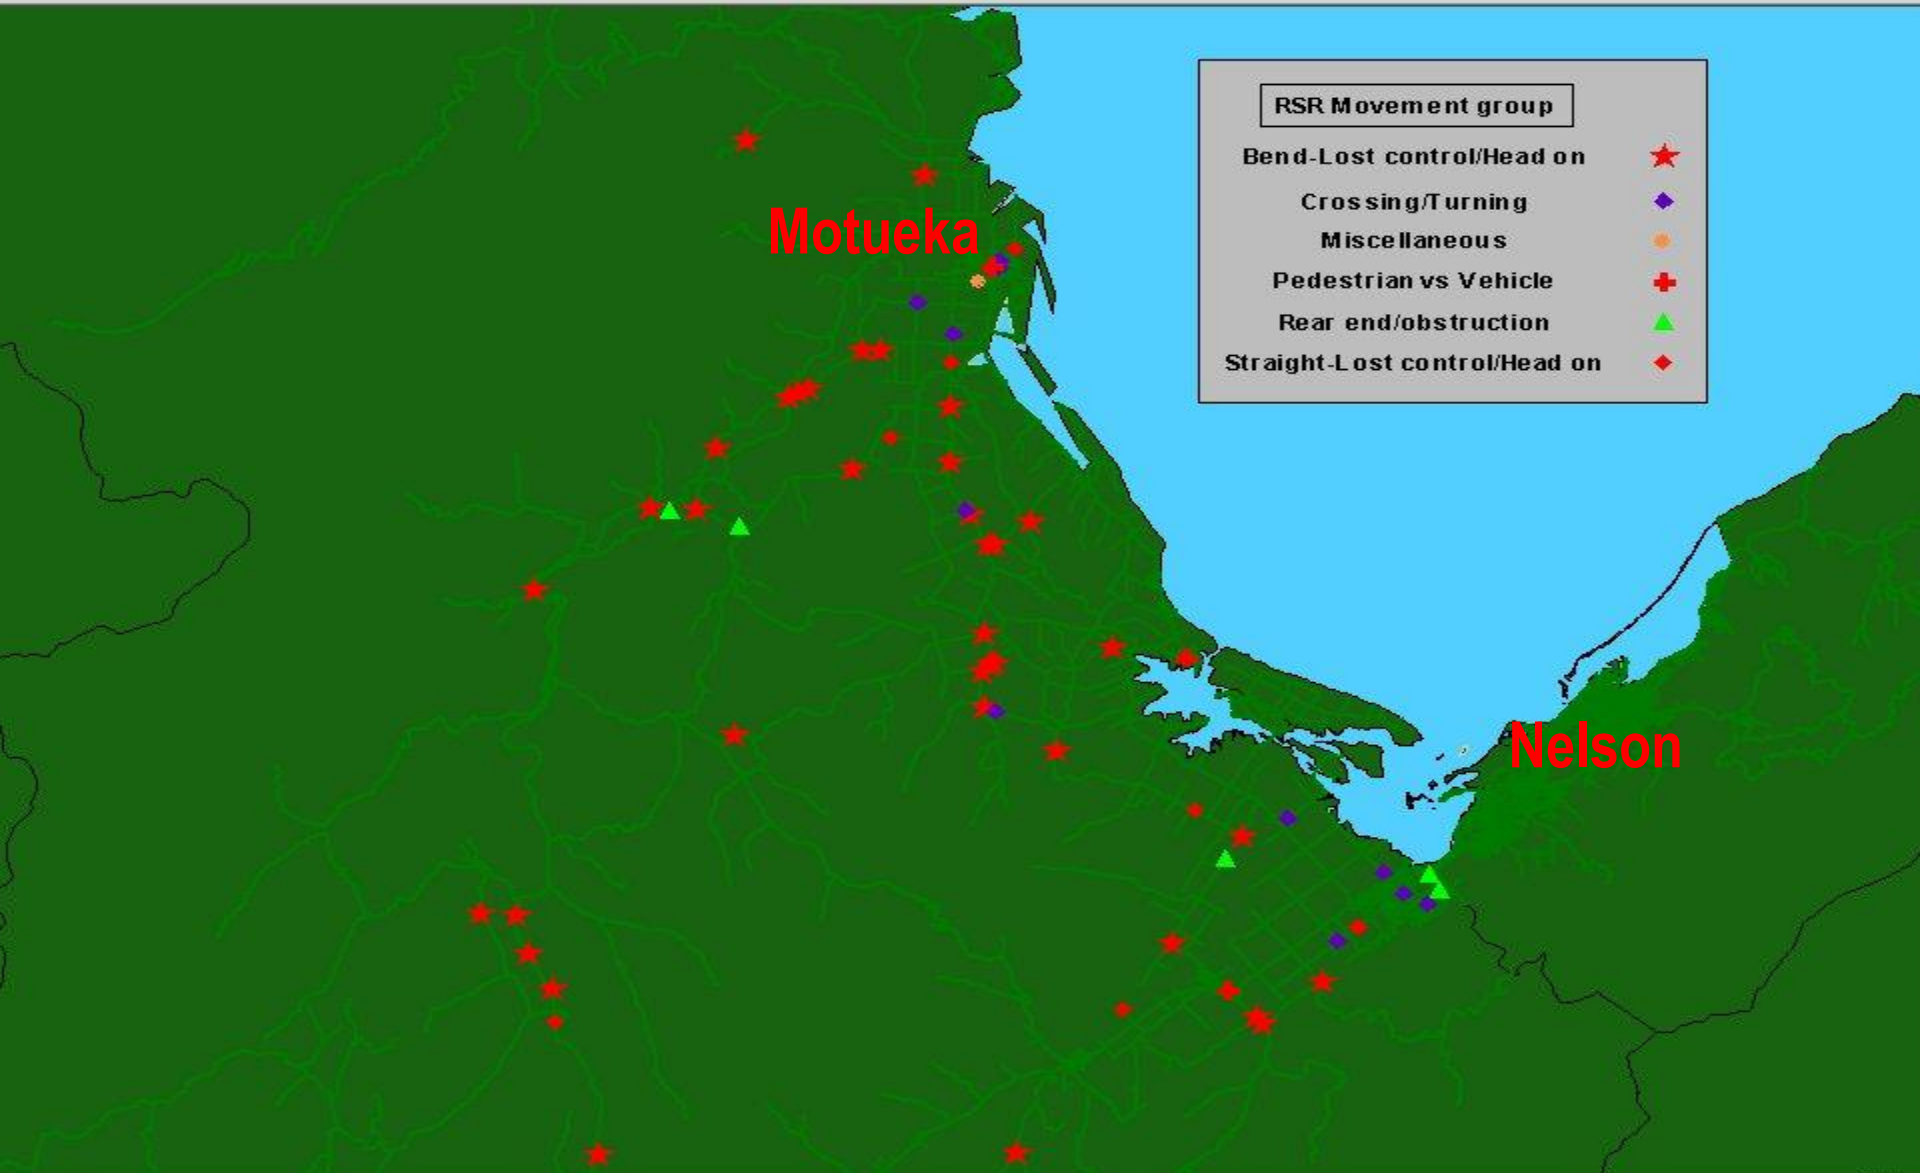 RSR Movement group
Bend-Lost control/Head on
Crossing/Turning
Miscellaneous
Pedestrian vs Vehicle
Rear end/obstruction
Straight-Lost control/Head on
Motueka
Nelson